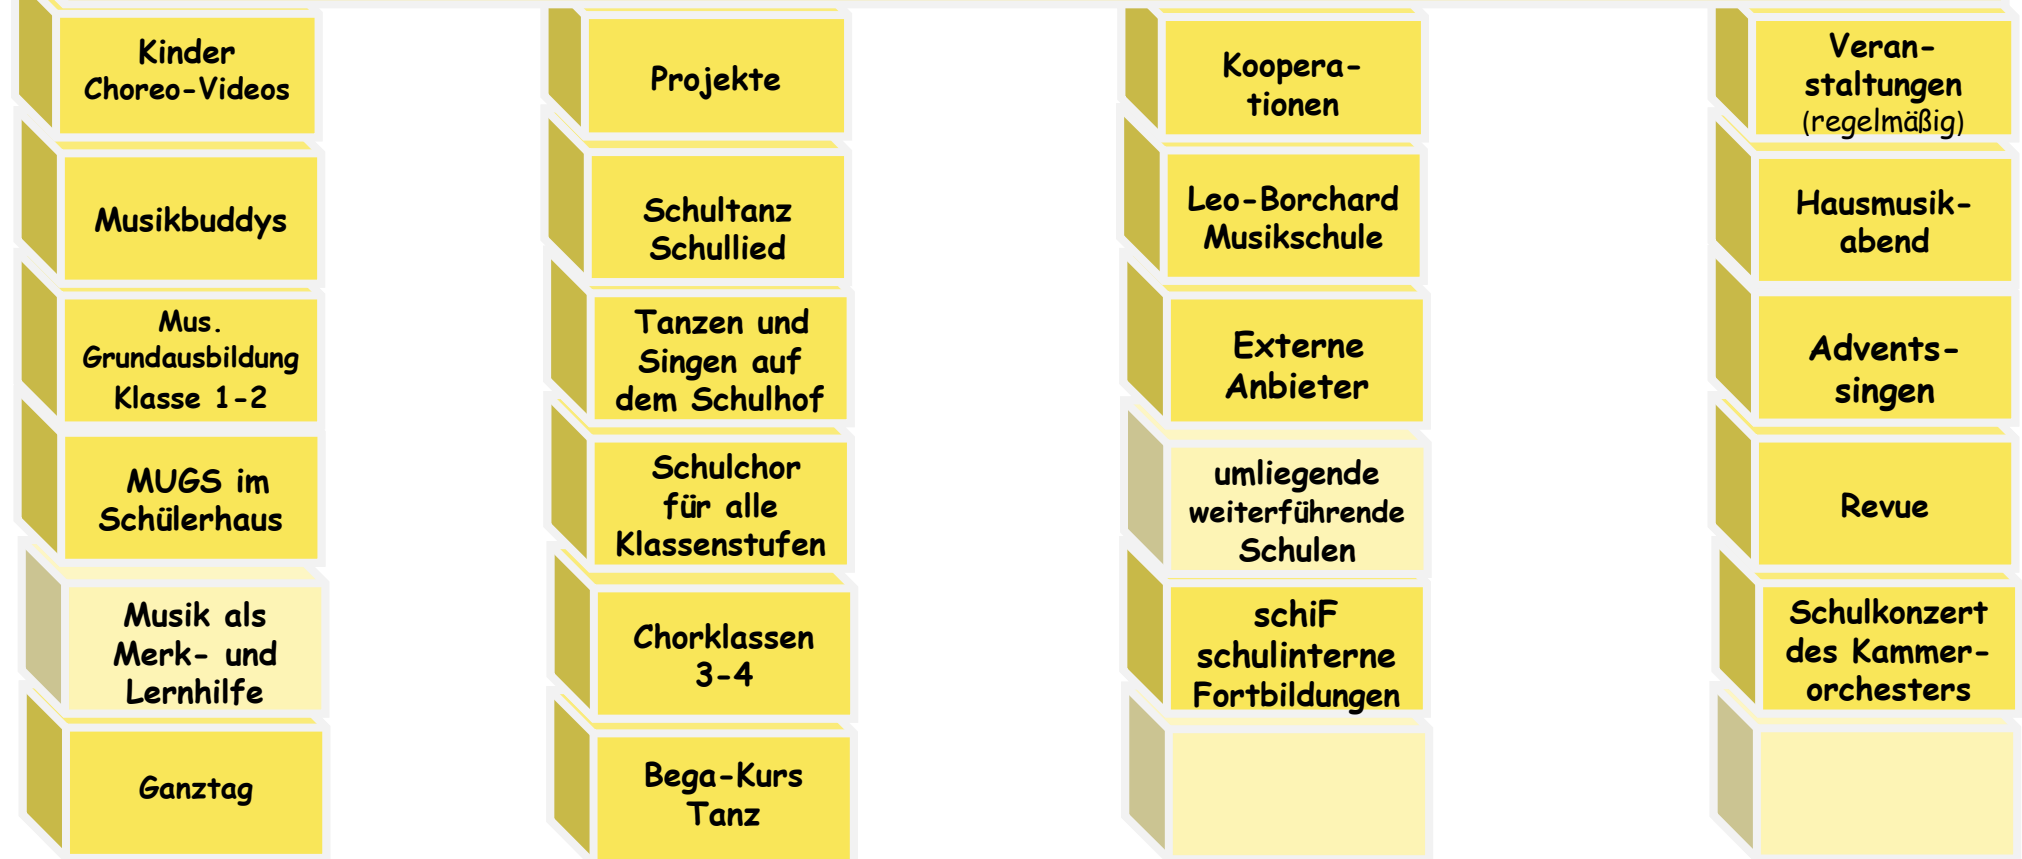 Kinder
Choreo-Videos
Musikbuddys
Mus.
Grundausbildung
Klasse 1-2
MUGS im
Schülerhaus
Musik als
Merk- und
Lernhilfe
Ganztag
Projekte
Schultanz
Schullied
Tanzen und
Singen auf
dem Schulhof
Schulchor
für alle
Klassenstufen
Chorklassen
3-4
Bega-Kurs
Tanz
Koopera-
tionen
Leo-Borchard
Musikschule
Externe
Anbieter
umliegende
weiterführende
Schulen
schiF
schulinterne
Fortbildungen
Veran-
staltungen
(regelmäßig)
Hausmusik-
abend
Advents-
singen
Revue
Schulkonzert
des Kammer-
orchesters